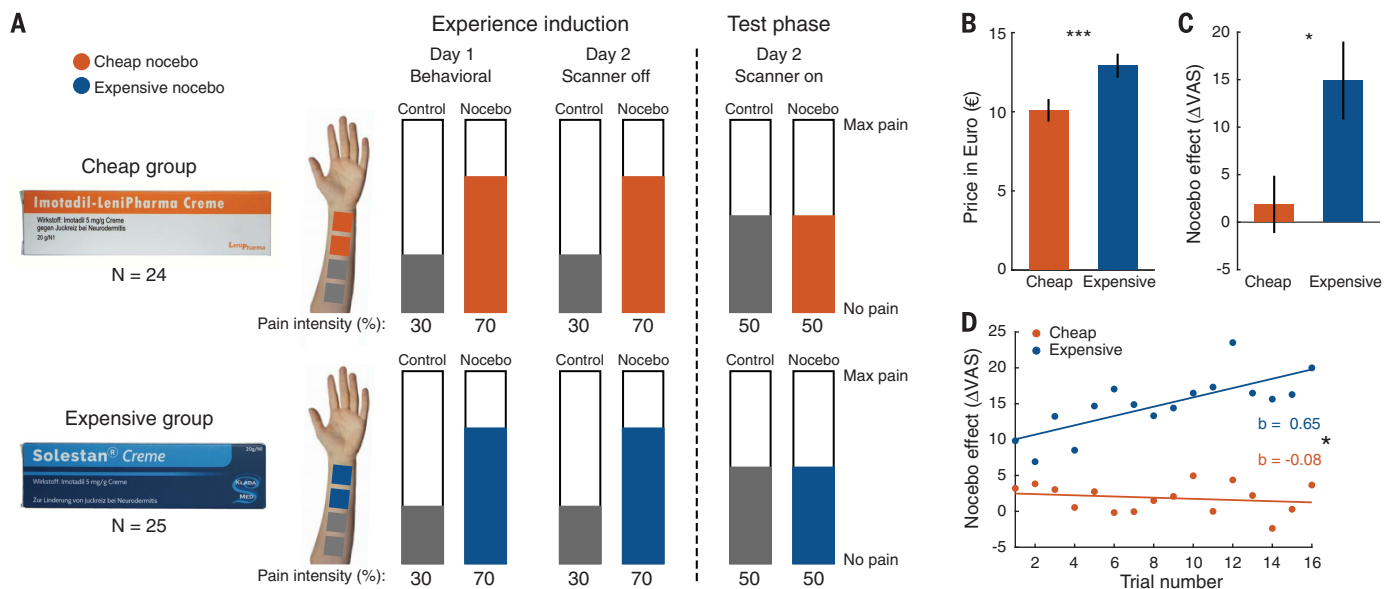 A
Experience induction
Test phase
Cheap nocebo
Expensive nocebo
Day 1
Behavioral
Day 2
Scanner off
Day 2
Scanner on
Cheap group
Imotadil-LeniPharma Creme
Wirkstoff: Imotadil 5 mg/g Creme
gegen Juckreiz bei Neurodermitis
20 g/N1
LeniPharma
N = 24
Control
Nocebo
Control
Nocebo
Control
Nocebo
Max pain
No pain
Pain intensity (%):
30
70
30
70
50
50
Expensive group
Solestan® Creme
20g/N1
Wirkstoff: Imotadil 5 mg/g Creme
Zur Linderung von Juckreiz bei Neurodermitis
KLADA
MED
N = 25
Control
Nocebo
Control
Nocebo
Control
Nocebo
Max pain
No pain
Pain intensity (%):
30
70
30
70
50
50
B
Price in Euro (€)
15
10
5
0
***
Cheap
Expensive
C
Nocebo effect (ΔVAS)
20
15
10
5
0
-5
*
Cheap
Expensive
D
Nocebo effect (ΔVAS)
25
20
15
10
5
0
-5
Cheap
Expensive
b = 0.65
*
b = -0.08
2
4
6
8
10
12
14
16
Trial number